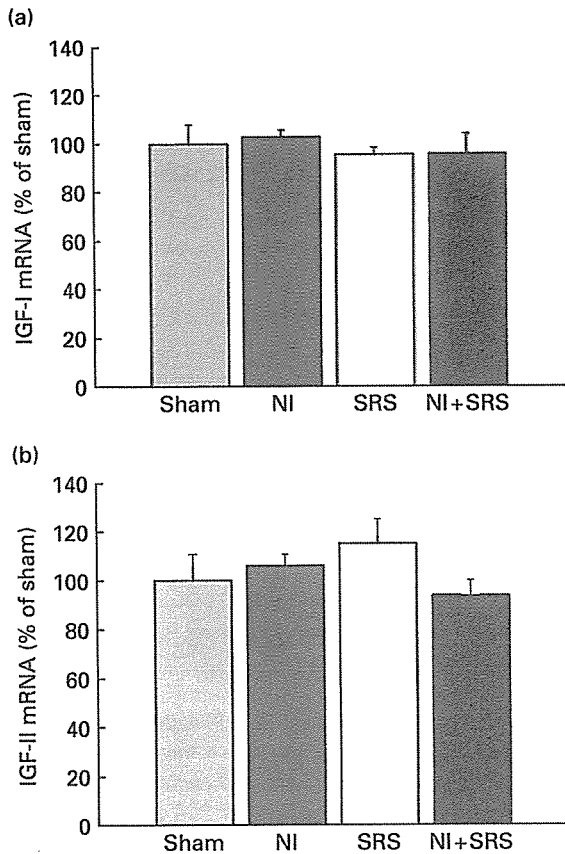 (a)
IGF-I mRNA (% of sham)
140
120
100
80
60
40
20
0
Sham NI SRS NI+SRS
(b)
IGF-II mRNA (% of sham)
140
120
100
80
60
40
20
0
Sham NI SRS NI+SRS